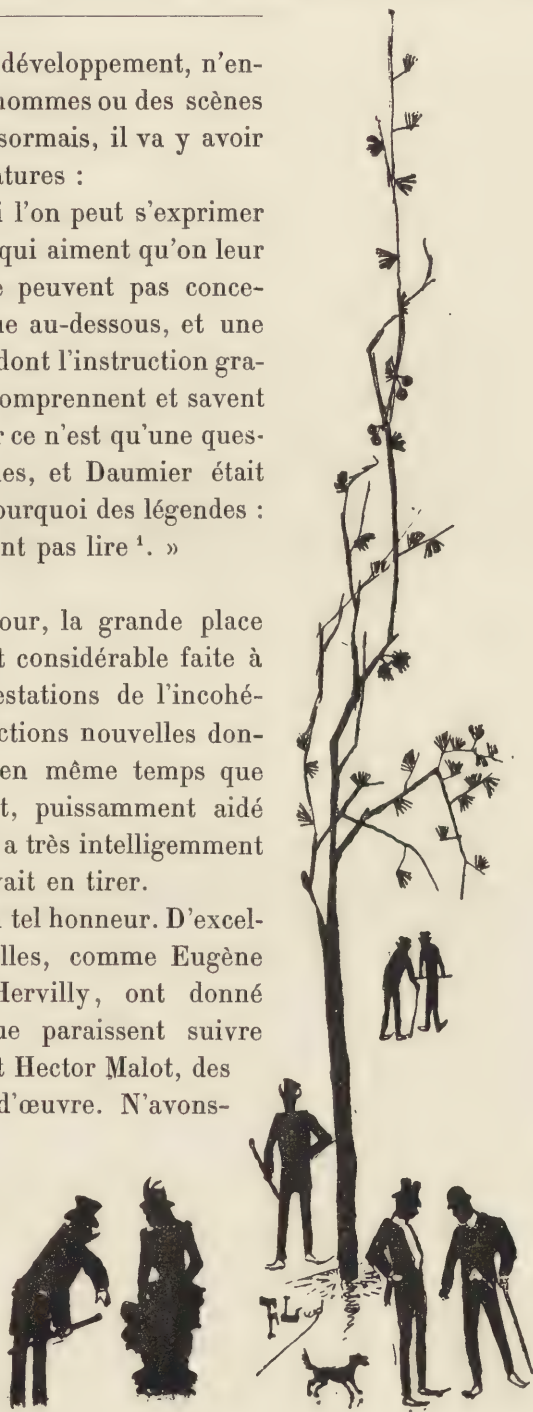 développement, n'en-
hommes ou des scènes
sormais, il va y avoir
atures :
i l'on peut s'exprimer
qui aiment qu'on leur
e peuvent pas conce-
ue au-dessous, et une
dont l'instruction gra-
omprennent et savent
r ce n'est qu'une ques-
es, et Daumier était
ourquoi des légendes :
nt pas lire ¹. »
our, la grande place
t considérable faite à
estations de l'incohé-
ctions nouvelles don-
en même temps que
t, puissamment aidé
a très intelligemment
vait en tirer.
n tel honneur. D'excel-
lles, comme Eugène
Hervilly, ont donné
ue paraissent suivre
t Hector Malot, des
d'œuvre. N'avons-